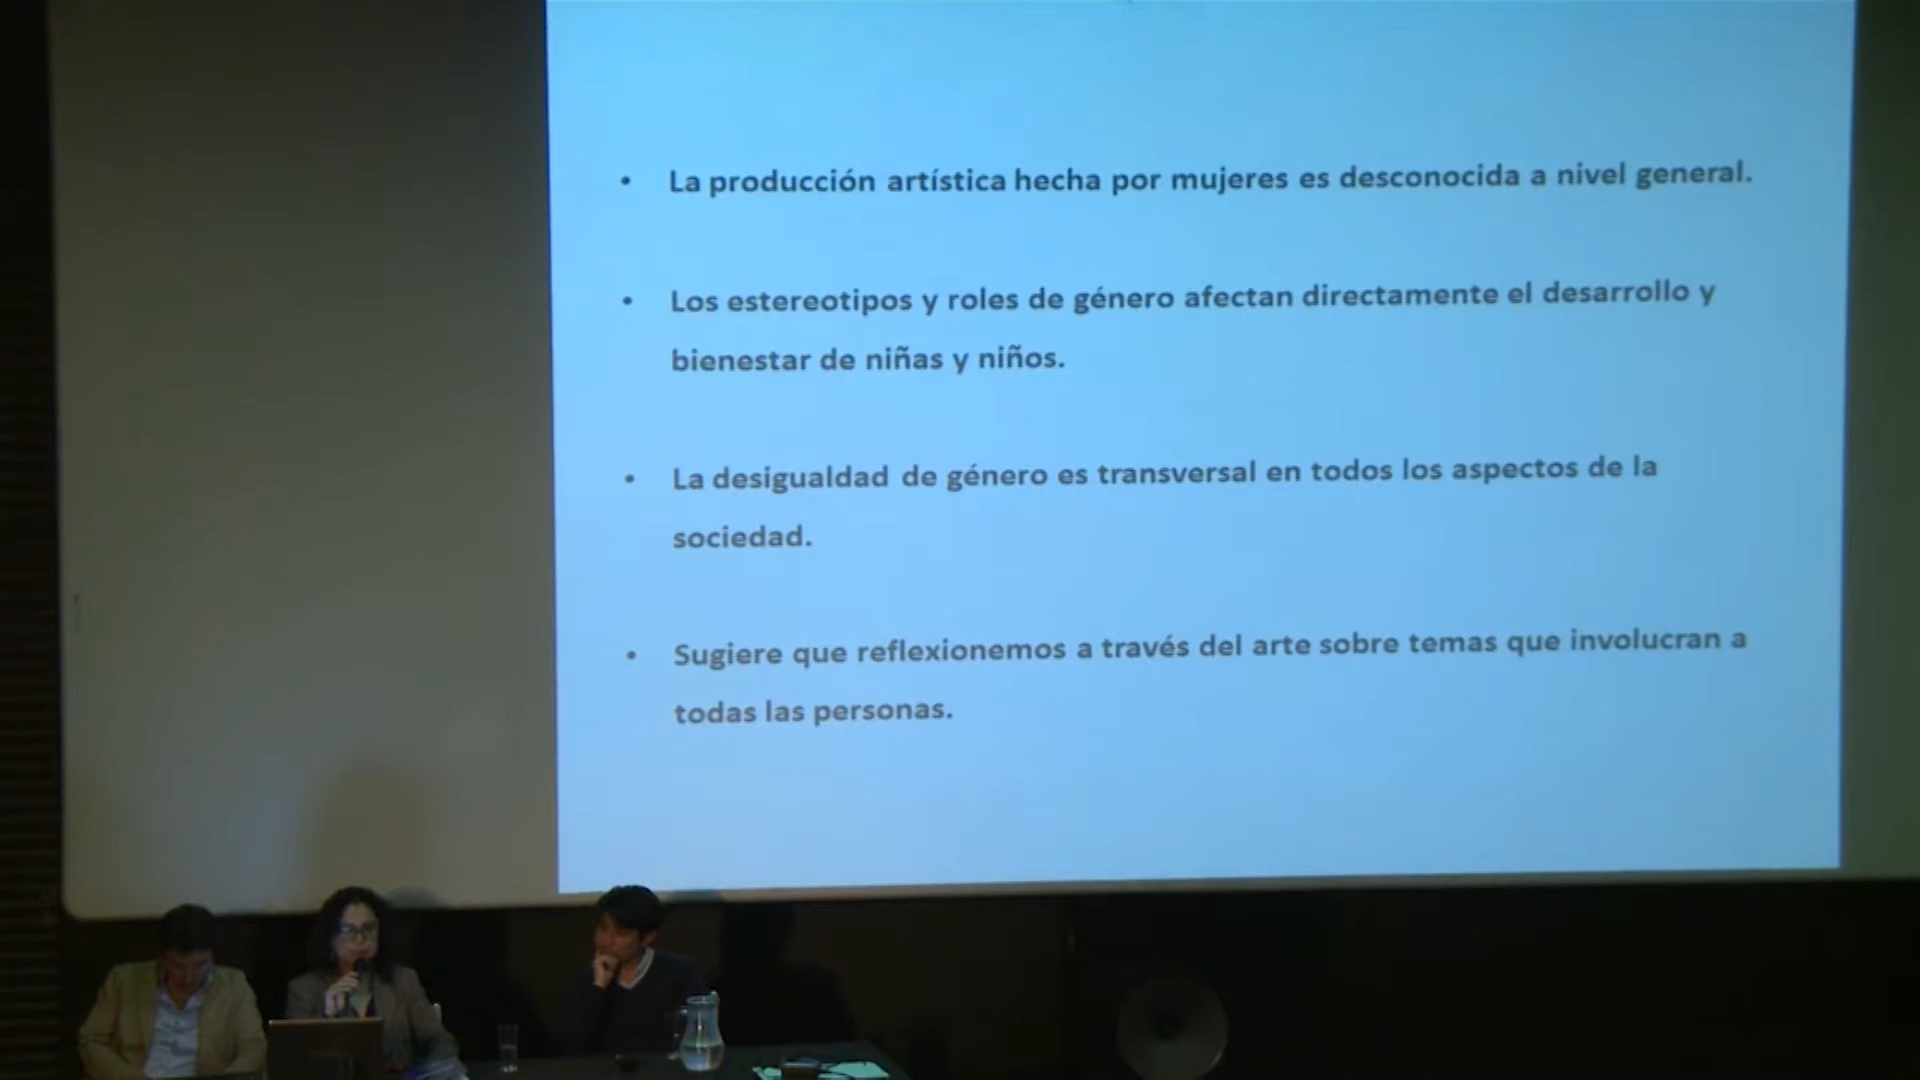 • La producción artística hecha por mujeres es desconocida a nivel general.
• Los estereotipos y roles de género afectan directamente el desarrollo y
bienestar de niñas y niños.
• La desigualdad de género es transversal en todos los aspectos de la
sociedad.
• Sugiere que reflexionemos a través del arte sobre temas que involucran a
todas las personas.